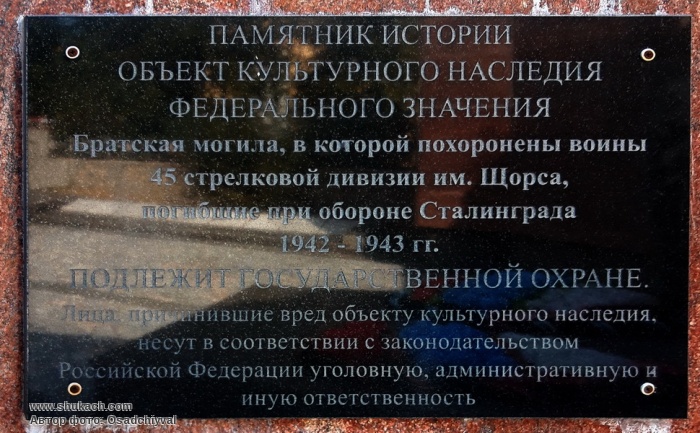 ПАМЯТНИК ИСТОРИИ
ОБЪЕКТ КУЛЬТУРНОГО НАСЛЕДИЯ
ФЕДЕРАЛЬНОГО ЗНАЧЕНИЯ
Братская могила, в которой похоронены воины
45 стрелковой дивизии им. Щорса,
погибшие при обороне Сталинграда
1942 - 1943 гг.
ПОДЛЕЖИТ ГОСУДАРСТВЕННОЙ ОХРАНЕ.
Лица, причинившие вред объекту культурного наследия,
несут в соответствии с законодательством
Российской Федерации уголовную, административную и
иную ответственность
www.shukach.com
Автор фото: Osadchiyval